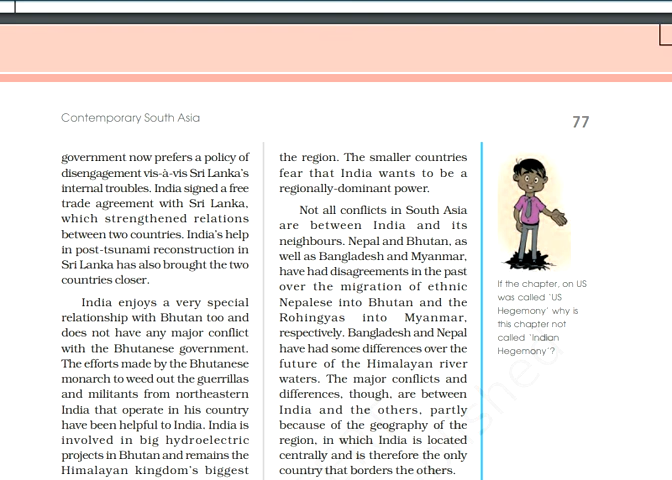 Contemporary South Asia
77
government now prefers a policy of
disengagement vis-à-vis Sri Lanka's
internal troubles. India signed a free
trade agreement with Sri Lanka,
which strengthened relations
between two countries. India's help
in post-tsunami reconstruction in
Sri Lanka has also brought the two
countries closer.
India enjoys a very special
relationship with Bhutan too and
does not have any major conflict
with the Bhutanese government.
The efforts made by the Bhutanese
monarch to weed out the guerrillas
and militants from northeastern
India that operate in his country
have been helpful to India. India is
involved in big hydroelectric
projects in Bhutan and remains the
Himalayan kingdom's biggest
the region. The smaller countries
fear that India wants to be a
regionally-dominant power.
Not all conflicts in South Asia
are between India and its
neighbours. Nepal and Bhutan, as
well as Bangladesh and Myanmar,
have had disagreements in the past
over the migration of ethnic
Nepalese into Bhutan and the
Rohingyas into Myanmar,
respectively. Bangladesh and Nepal
have had some differences over the
future of the Himalayan river
waters. The major conflicts and
differences, though, are between
India and the others, partly
because of the geography of the
region, in which India is located
centrally and is therefore the only
country that borders the others.
If the chapter, on US
was called 'US
Hegemony' why is
this chapter not
called 'Indian
Hegemony'?